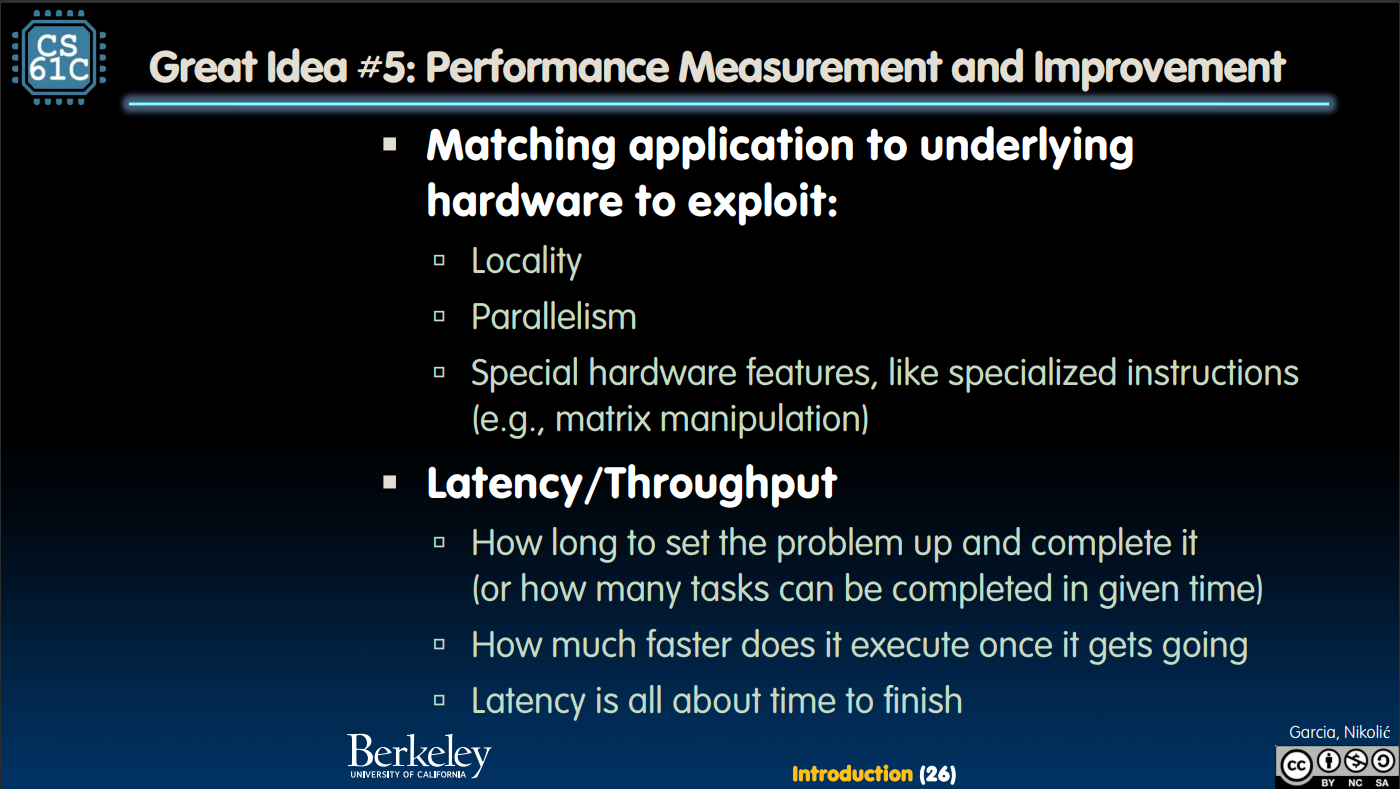 CS
61C
Great Idea #5: Performance Measurement and Improvement
▪ Matching application to underlying
hardware to exploit:
▫ Locality
▫ Parallelism
▫ Special hardware features, like specialized instructions
(e.g., matrix manipulation)
▪ Latency/Throughput
▫ How long to set the problem up and complete it
(or how many tasks can be completed in given time)
▫ How much faster does it execute once it gets going
▫ Latency is all about time to finish
Berkeley
UNIVERSITY OF CALIFORNIA
Introduction (26)
Garcia, Nikolić
cc
BY NC SA